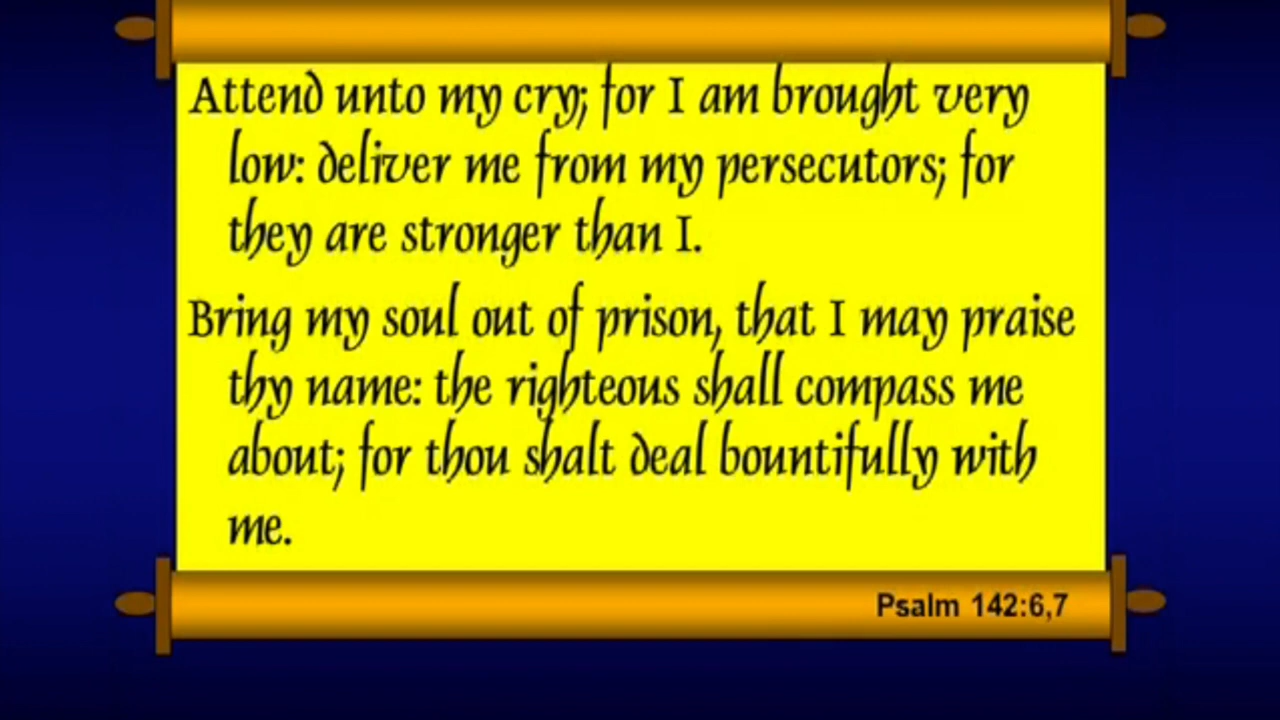 Attend unto my cry; for I am brought very
low: deliver me from my persecutors; for
they are stronger than I.
Bring my soul out of prison, that I may praise
thy name: the righteous shall compass me
about; for thou shalt deal bountifully with
me.
Psalm 142:6,7